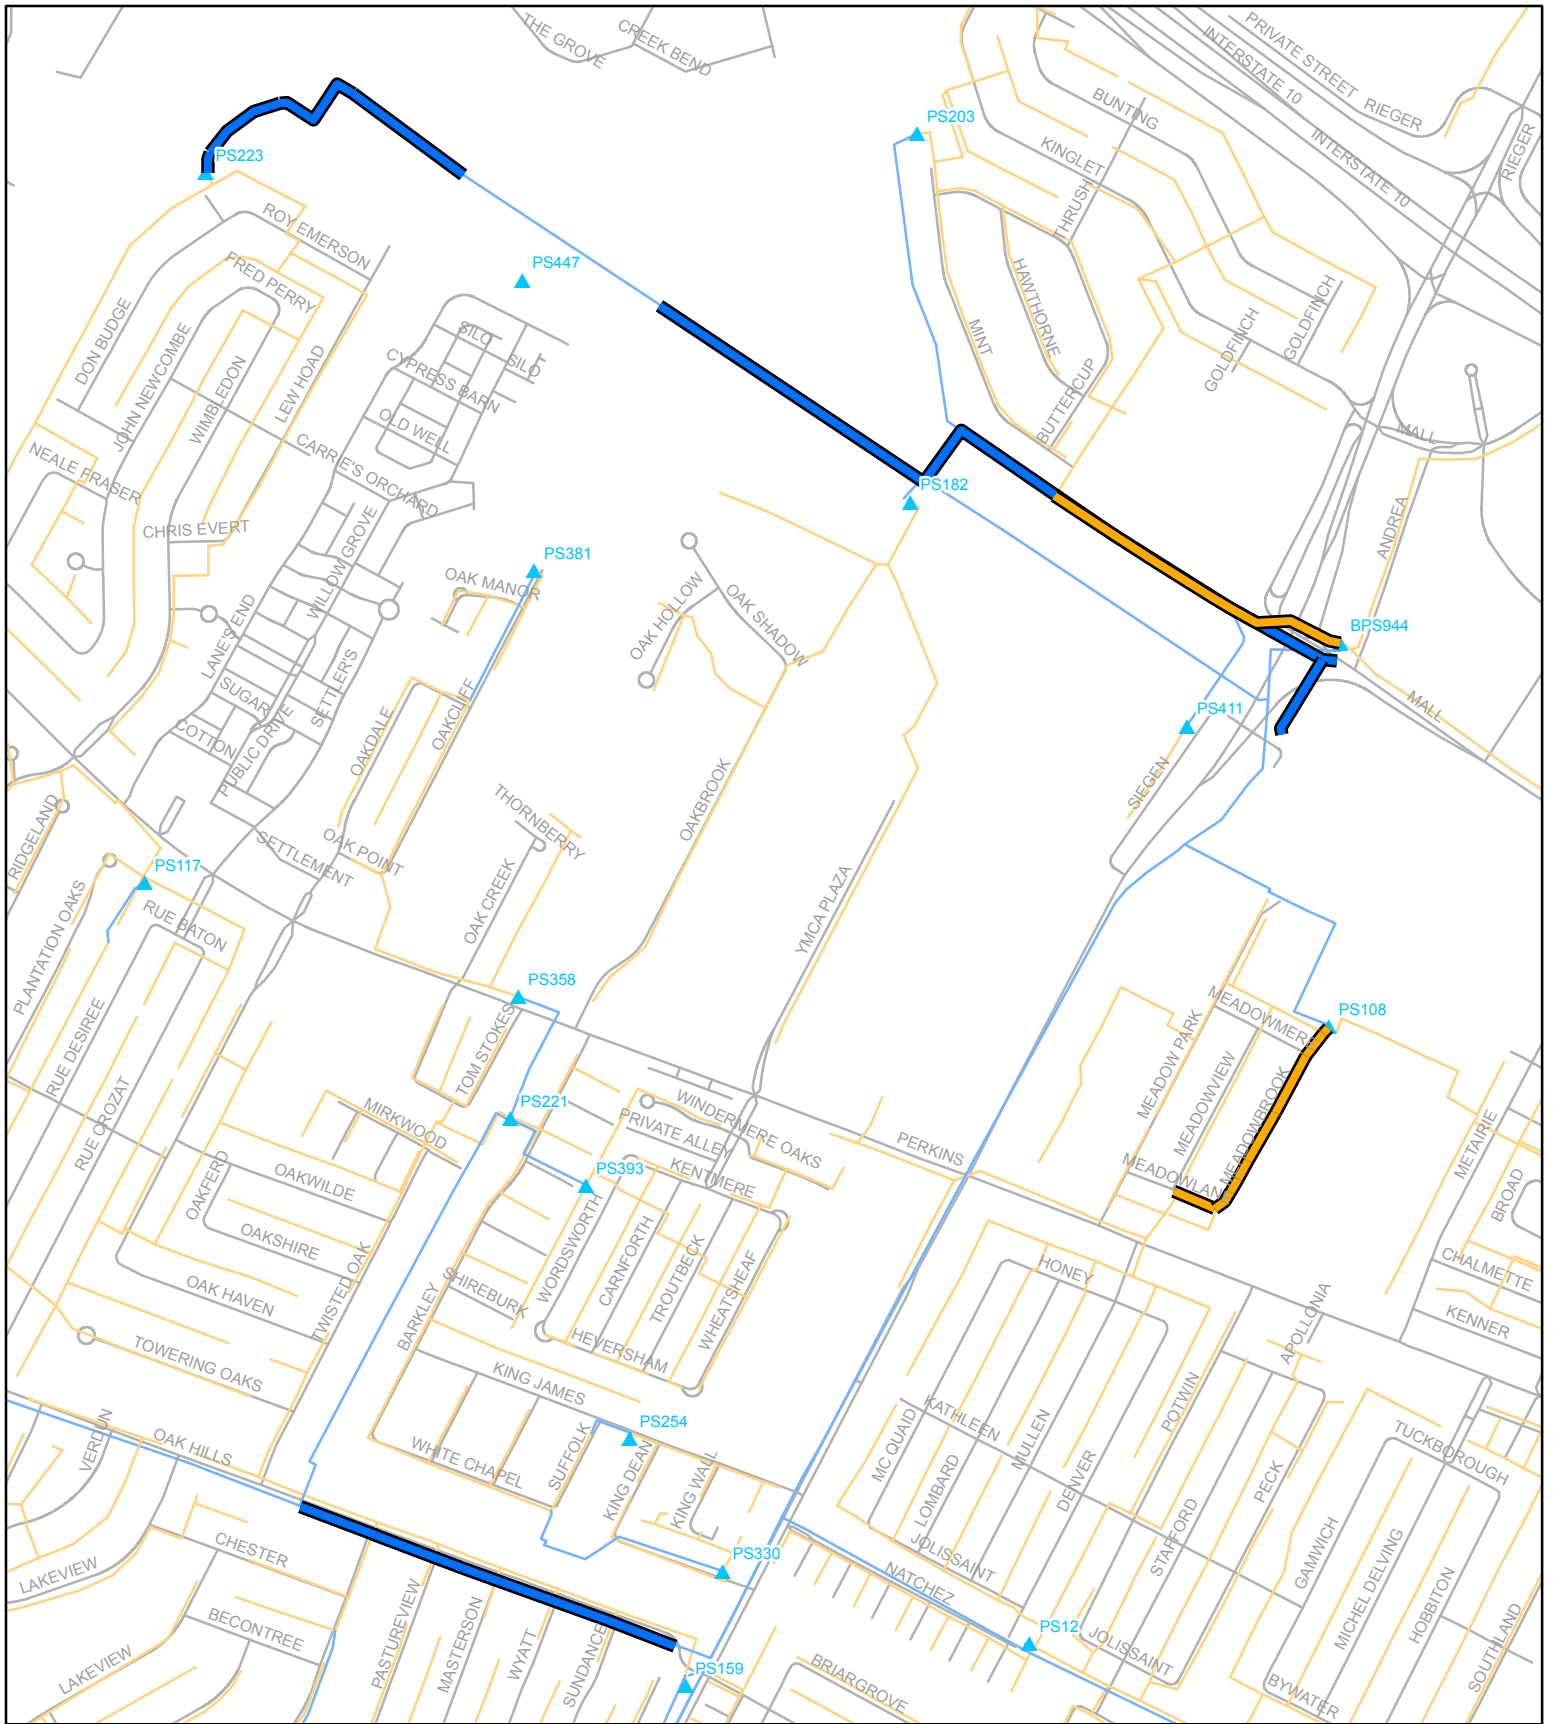 THE GROVE
CREEK BEND
PRIVATE STREET
INTERSTATE 10
RIEGER
BUNTING
PS203
INTERSTATE 10
RIEGER
KINGLET
PS223
THRUSH
ROY EMERSON
FRED PERRY
PS447
HAWTHORNE
GOLDFINCH
DON BUDGE
JOHN NEWCOMBE
SILO
SILO
MINT
GOLDFINCH
CYPRESS BARN
LEW HOAD
WIMBLEDON
BUTTERCUP
OLD WELL
MALL
CARRIE'S ORCHARD
NEALE FRASER
PS182
CHRIS EVERT
ANDREA
WILLOW GROVE
PS381
OAK MANOR
OAK HOLLOW
OAK SHADOW
LANE'S END
BPS944
SETTLER'S
SUGAR
OAKCLIFF
MALL
OAKDALE
COTTON
PUBLIC DRIVE
PS411
SIEGEN
OAKBROOK
THORNBERRY
RIDGELAND
SETTLEMENT
OAK POINT
PS117
OAK CREEK
YMCA PLAZA
PLANTATION OAKS
RUE BATON
PS358
MEADOWMERE
PS108
RUE DESIREE
TOM STOKES
MEADOW PARK
MEADOWVIEW
MEADOWBROOK
RUE CROZAT
MIRKWOOD
PS221
WINDERMERE OAKS
PRIVATE ALLEY
PERKINS
METAIRIE
OAKWILDE
PS393
KENTMERE
MEADOWLAND
OAKFERD
BROAD
OAKSHIRE
WORDSWORTH
CARNFORTH
TROUTBECK
WHEATSHEAF
HONEY
CHALMETTE
OAK HAVEN
TWISTED OAK
SHIREBURK
BARKLEY
APOLLONIA
KENNER
TOWERING OAKS
HEVERSHAM
KING JAMES
POTWIN
VERDUN
OAK HILLS
PS254
MC QUAID
KATHLEEN
MULLEN
TUCKBOROUGH
WHITE CHAPEL
SUFFOLK
KING DEAN
KING WALL
LOMBARD
DENVER
PECK
STAFFORD
GAMWICH
MICHEL DELVING
CHESTER
PS330
JOLISSAINT
NATCHEZ
LAKEVIEW
HOBBITON
PASTUREVIEW
BECONTREE
MASTERSON
WYATT
SUNDANCE
PS12
JOLISSAINT
SOUTHLAND
LAKEVIEW
PS159
BRIARGROVE
BYWATER